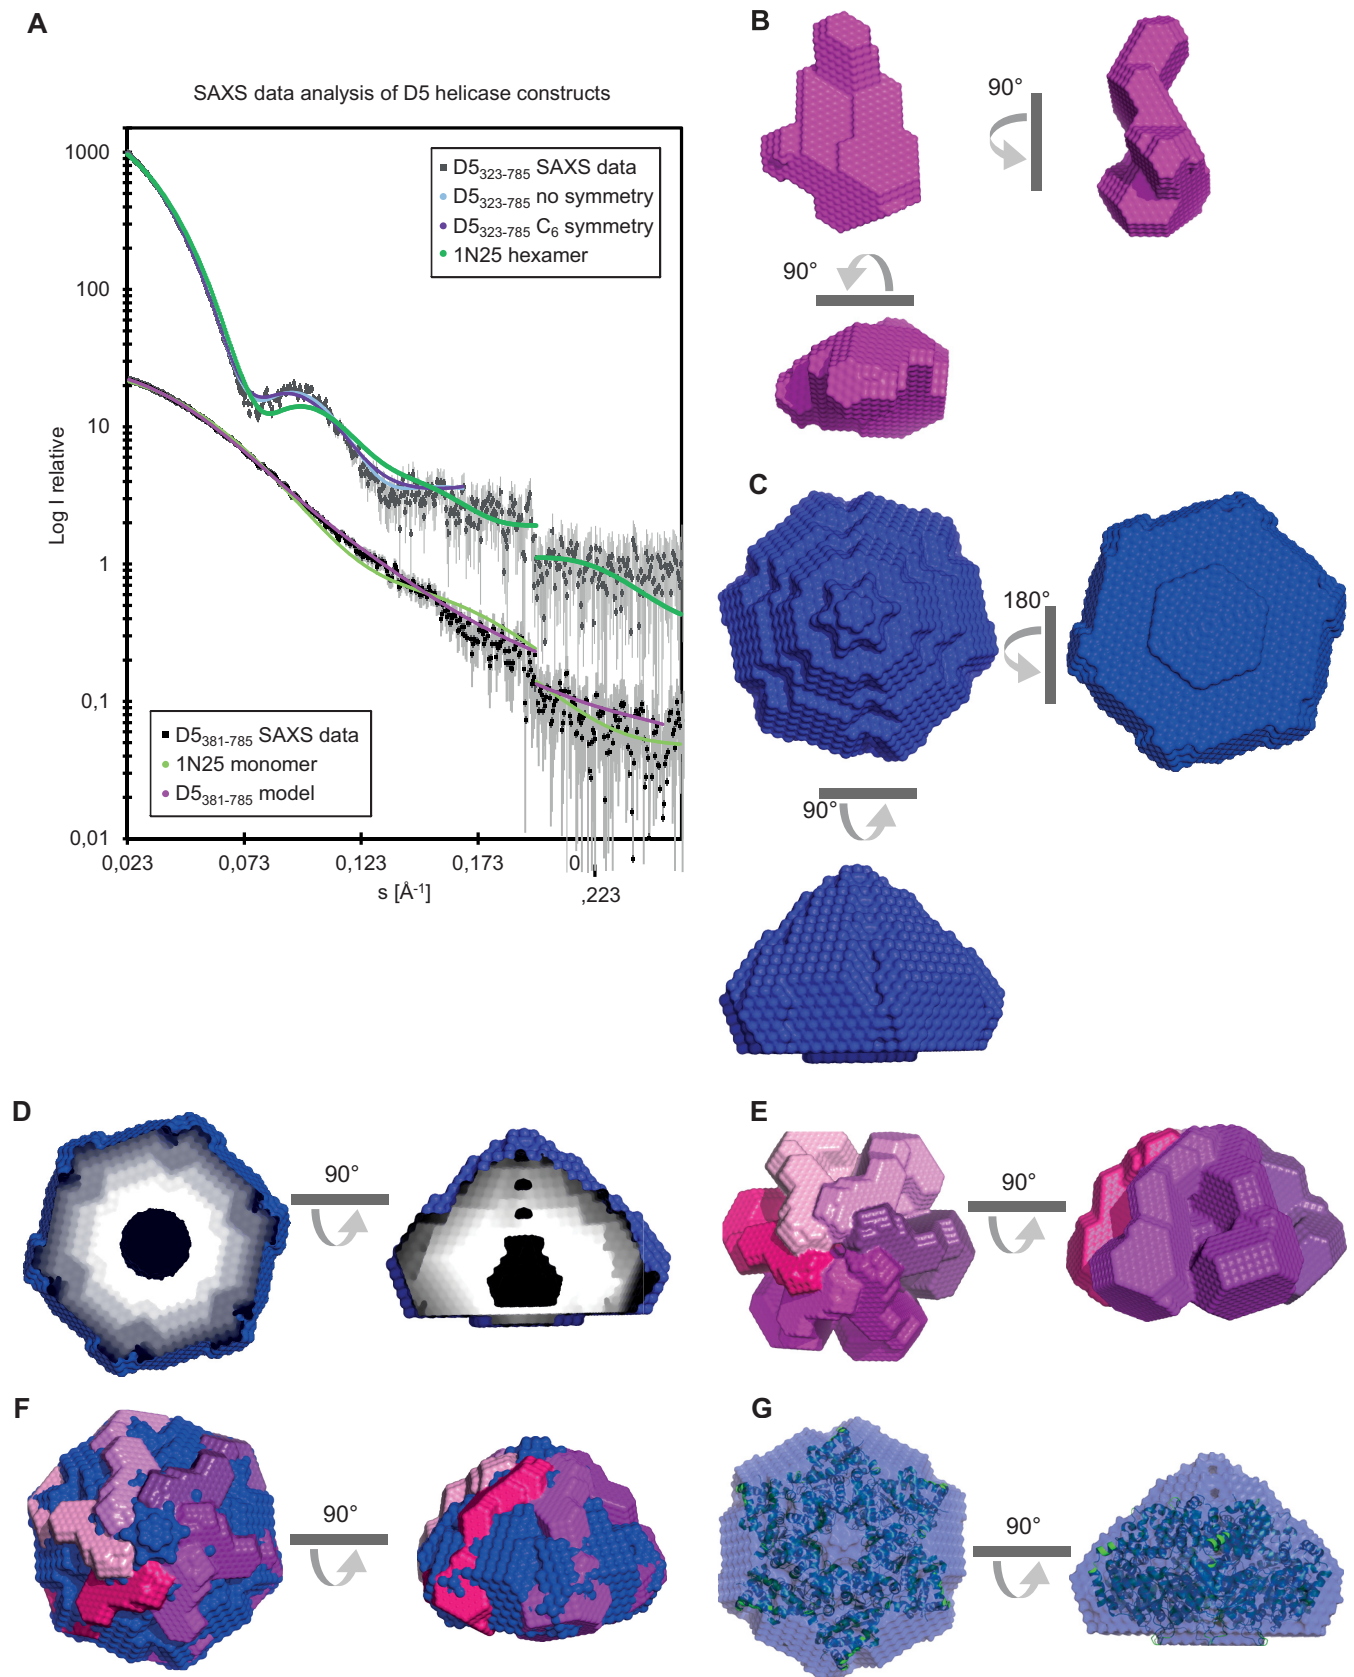 A
SAXS data analysis of D5 helicase constructs
1000
100
10
1
0,1
0,01
Log I relative
D5323-785 SAXS data
D5323-785 no symmetry
D5323-785 C6 symmetry
1N25 hexamer
D5381-785 SAXS data
1N25 monomer
D5381-785 model
0,023
0,073
0,123
0,173
0
,223
s [Å-1]
B
90°
90°
C
180°
90°
D
90°
E
90°
F
90°
G
90°